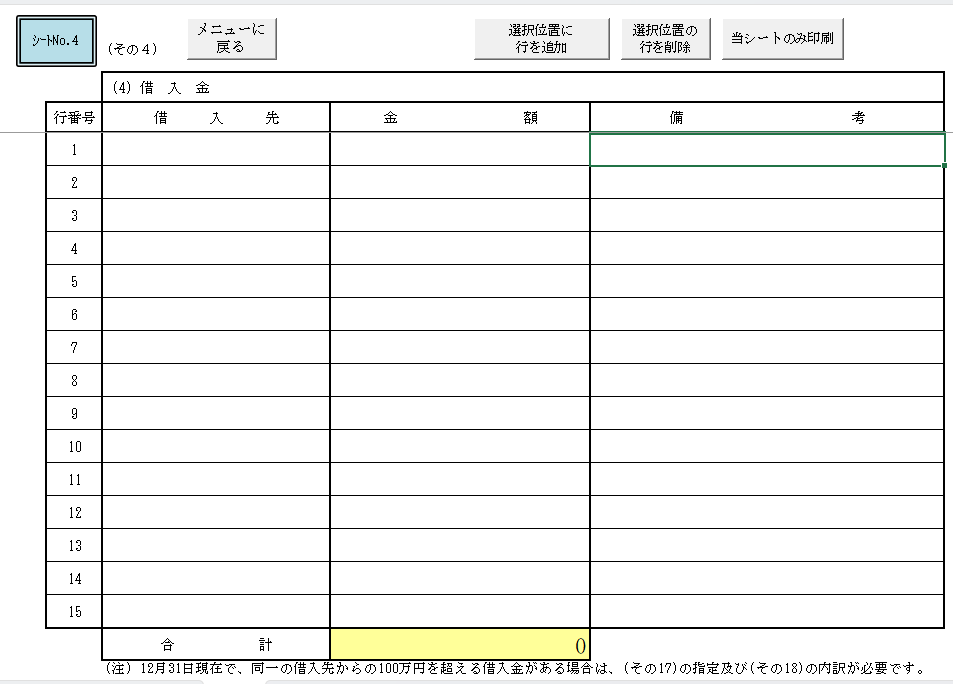 シートNo.4
(その４)
メニューに
戻る
選択位置に
行を追加
選択位置の
行を削除
当シートのみ印刷
(4) 借　入　金
行番号　借　入　先　金　額　備　考
1
2
3
4
5
6
7
8
9
10
11
12
13
14
15
合　計　0
(注) 12月31日現在で、同一の借入先からの100万円を超える借入金がある場合は、(その17)の指定及び(その18)の内訳が必要です。